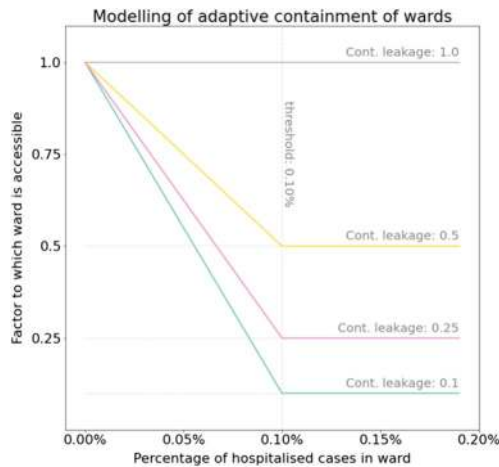 Modelling of adaptive containment of wards
Factor to which ward is accessible
1.0
0.75
0.5
0.25
Cont. leakage: 1.0
threshold: 0.10%
Cont. leakage: 0.5
Cont. leakage: 0.25
Cont. leakage: 0.1
0.00%
0.05%
0.10%
0.15%
0.20%
Percentage of hospitalised cases in ward